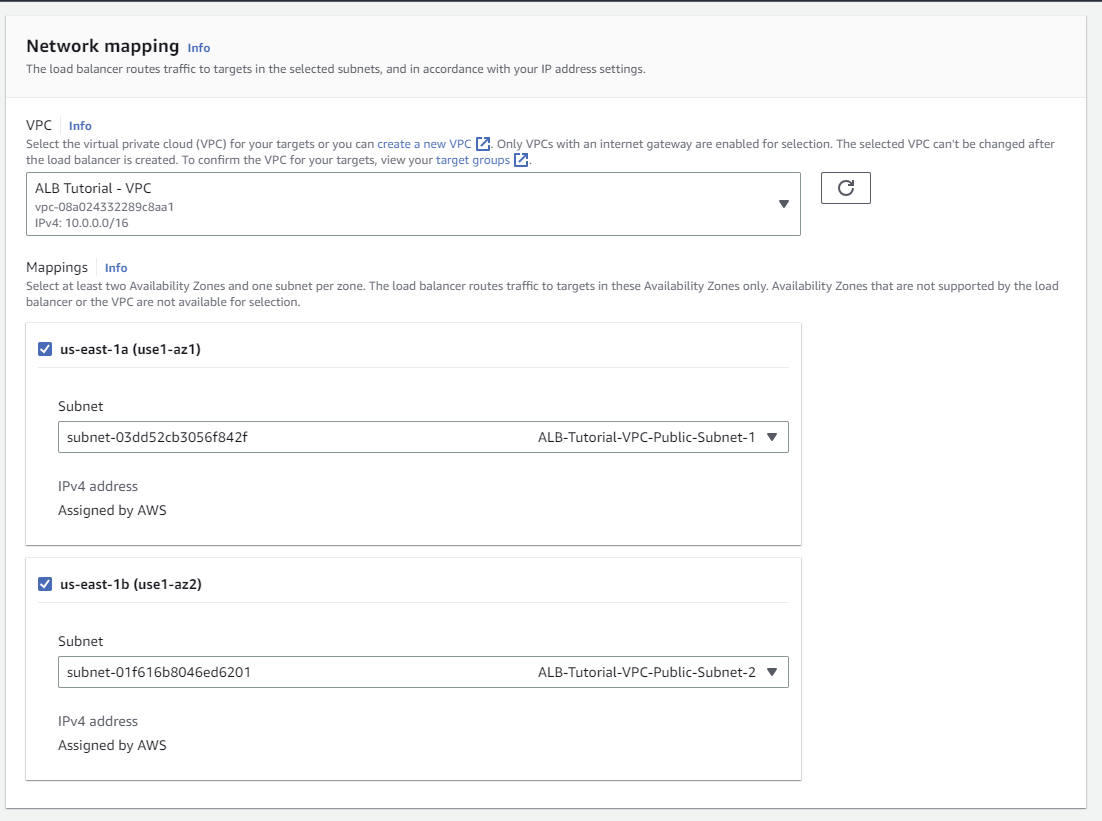 Network mapping Info
The load balancer routes traffic to targets in the selected subnets, and in accordance with your IP address settings.
VPC Info
Select the virtual private cloud (VPC) for your targets or you can create a new VPC. Only VPCs with an internet gateway are enabled for selection. The selected VPC can't be changed after
the load balancer is created. To confirm the VPC for your targets, view your target groups.
ALB Tutorial - VPC
vpc-08a024332289c8aa1
IPv4: 10.0.0.0/16
Mappings Info
Select at least two Availability Zones and one subnet per zone. The load balancer routes traffic to targets in these Availability Zones only. Availability Zones that are not supported by the load
balancer or the VPC are not available for selection.
us-east-1a (use1-az1)
Subnet
subnet-03dd52cb3056f842f ALB-Tutorial-VPC-Public-Subnet-1
IPv4 address
Assigned by AWS
us-east-1b (use1-az2)
Subnet
subnet-01f616b8046ed6201 ALB-Tutorial-VPC-Public-Subnet-2
IPv4 address
Assigned by AWS